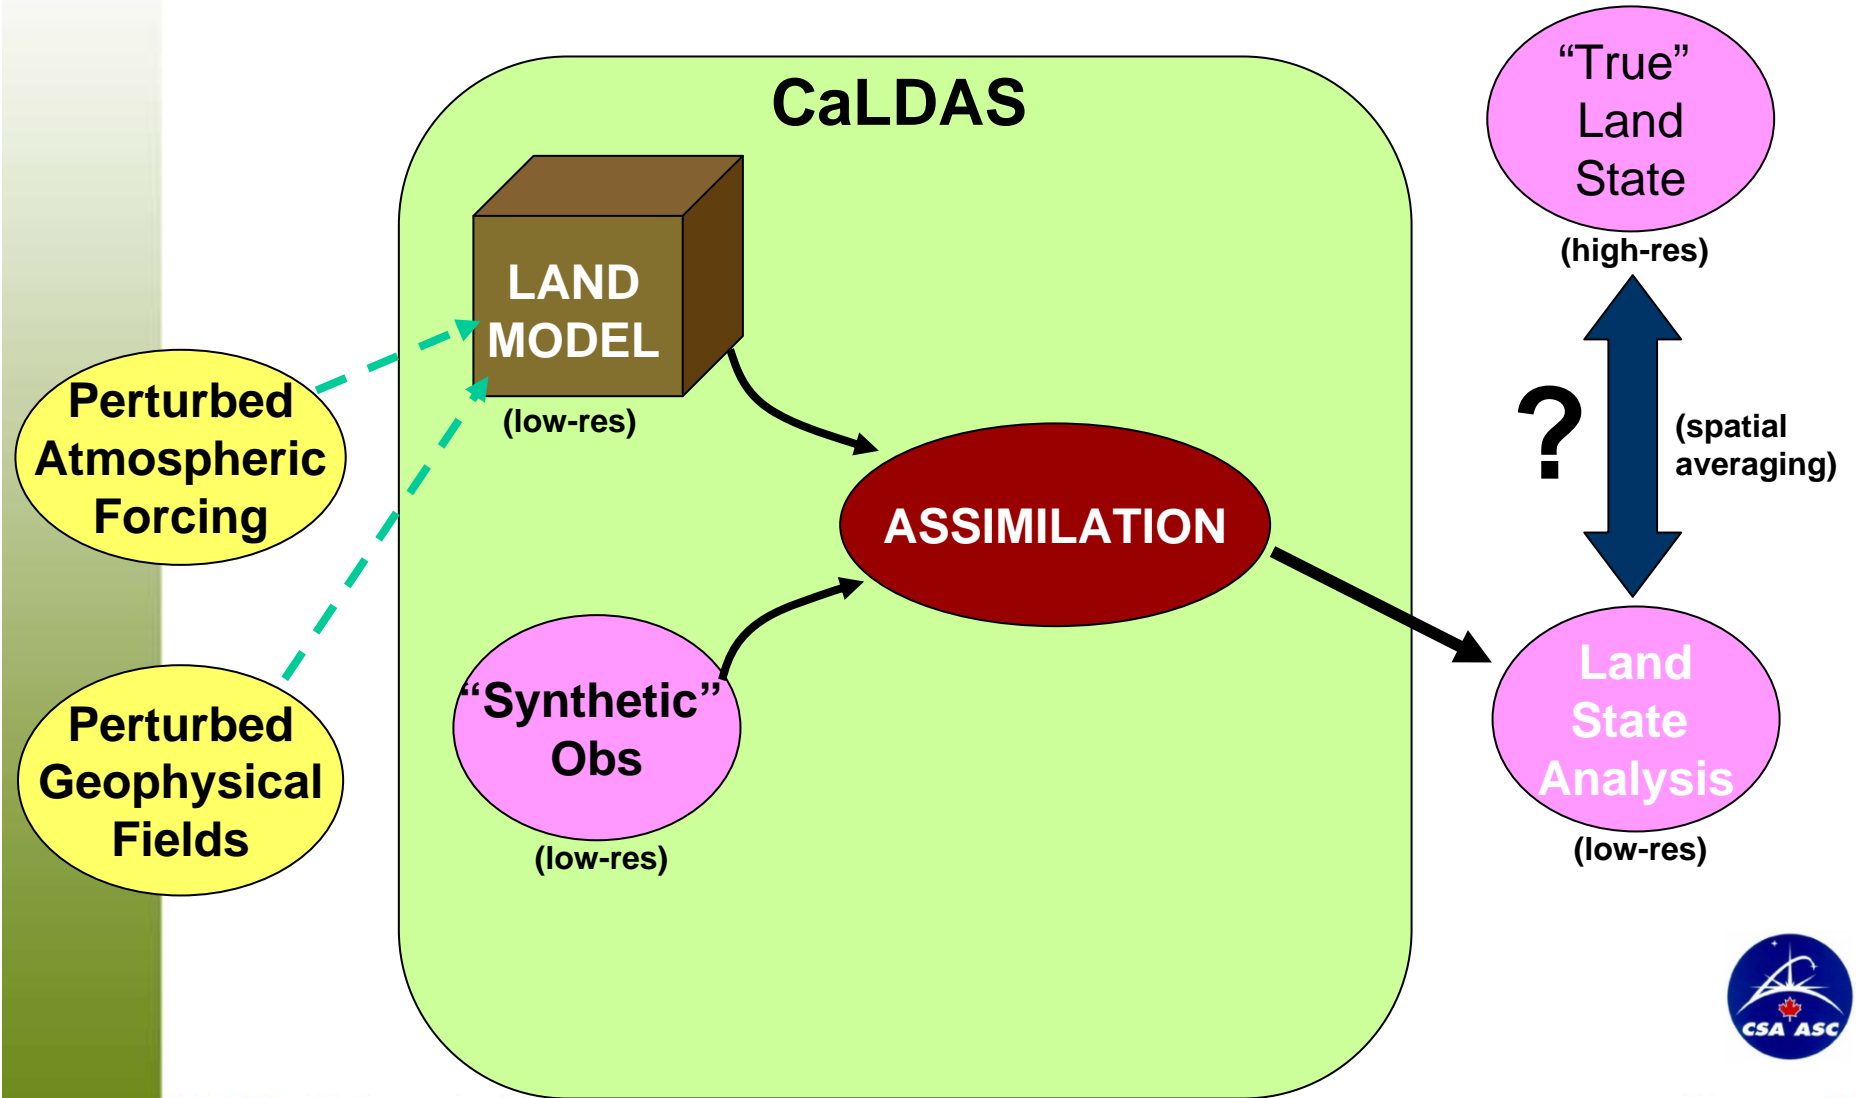 CaLDAS
“True”
Land
State
(high-res)
LAND
MODEL
(low-res)
Perturbed
Atmospheric
Forcing
?
(spatial
averaging)
ASSIMILATION
“Synthetic”
Obs
(low-res)
Perturbed
Geophysical
Fields
Land
State
Analysis
(low-res)
CSA ASC